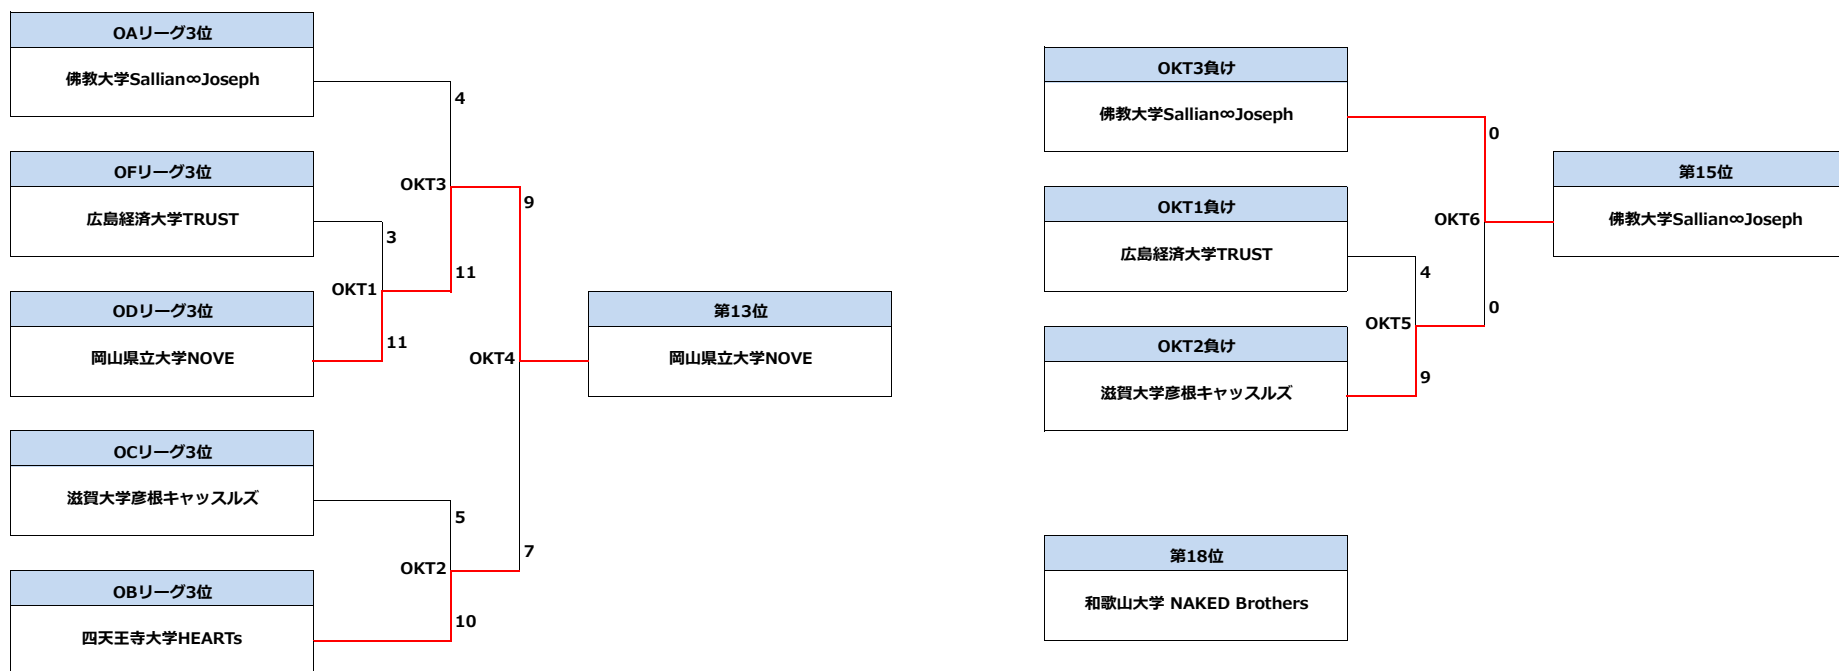 OAリーグ3位
佛教大学Sallian∞Joseph
4
OFリーグ3位
広島経済大学TRUST
3
OKT3
9
OKT1
11
ODリーグ3位
岡山県立大学NOVE
11
OKT4
第13位
岡山県立大学NOVE
OCリーグ3位
滋賀大学彦根キャッスルズ
5
7
OKT2
OBリーグ3位
四天王寺大学HEARTs
10
OKT3負け
佛教大学Sallian∞Joseph
0
OKT1負け
広島経済大学TRUST
4
OKT6
第15位
佛教大学Sallian∞Joseph
0
OKT5
OKT2負け
滋賀大学彦根キャッスルズ
9
第18位
和歌山大学 NAKED Brothers